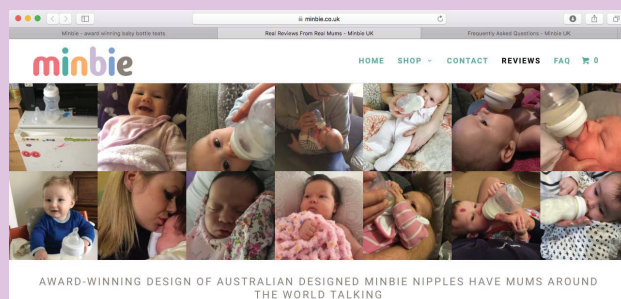 minbie.co.uk
Minbie - award winning baby bottle teats
Real Reviews From Real Mums - Minbie UK
Frequently Asked Questions - Minbie UK
minbie
HOME SHOP CONTACT REVIEWS FAQ 0
AWARD-WINNING DESIGN OF AUSTRALIAN DESIGNED MINBIE NIPPLES HAVE MUMS AROUND
THE WORLD TALKING